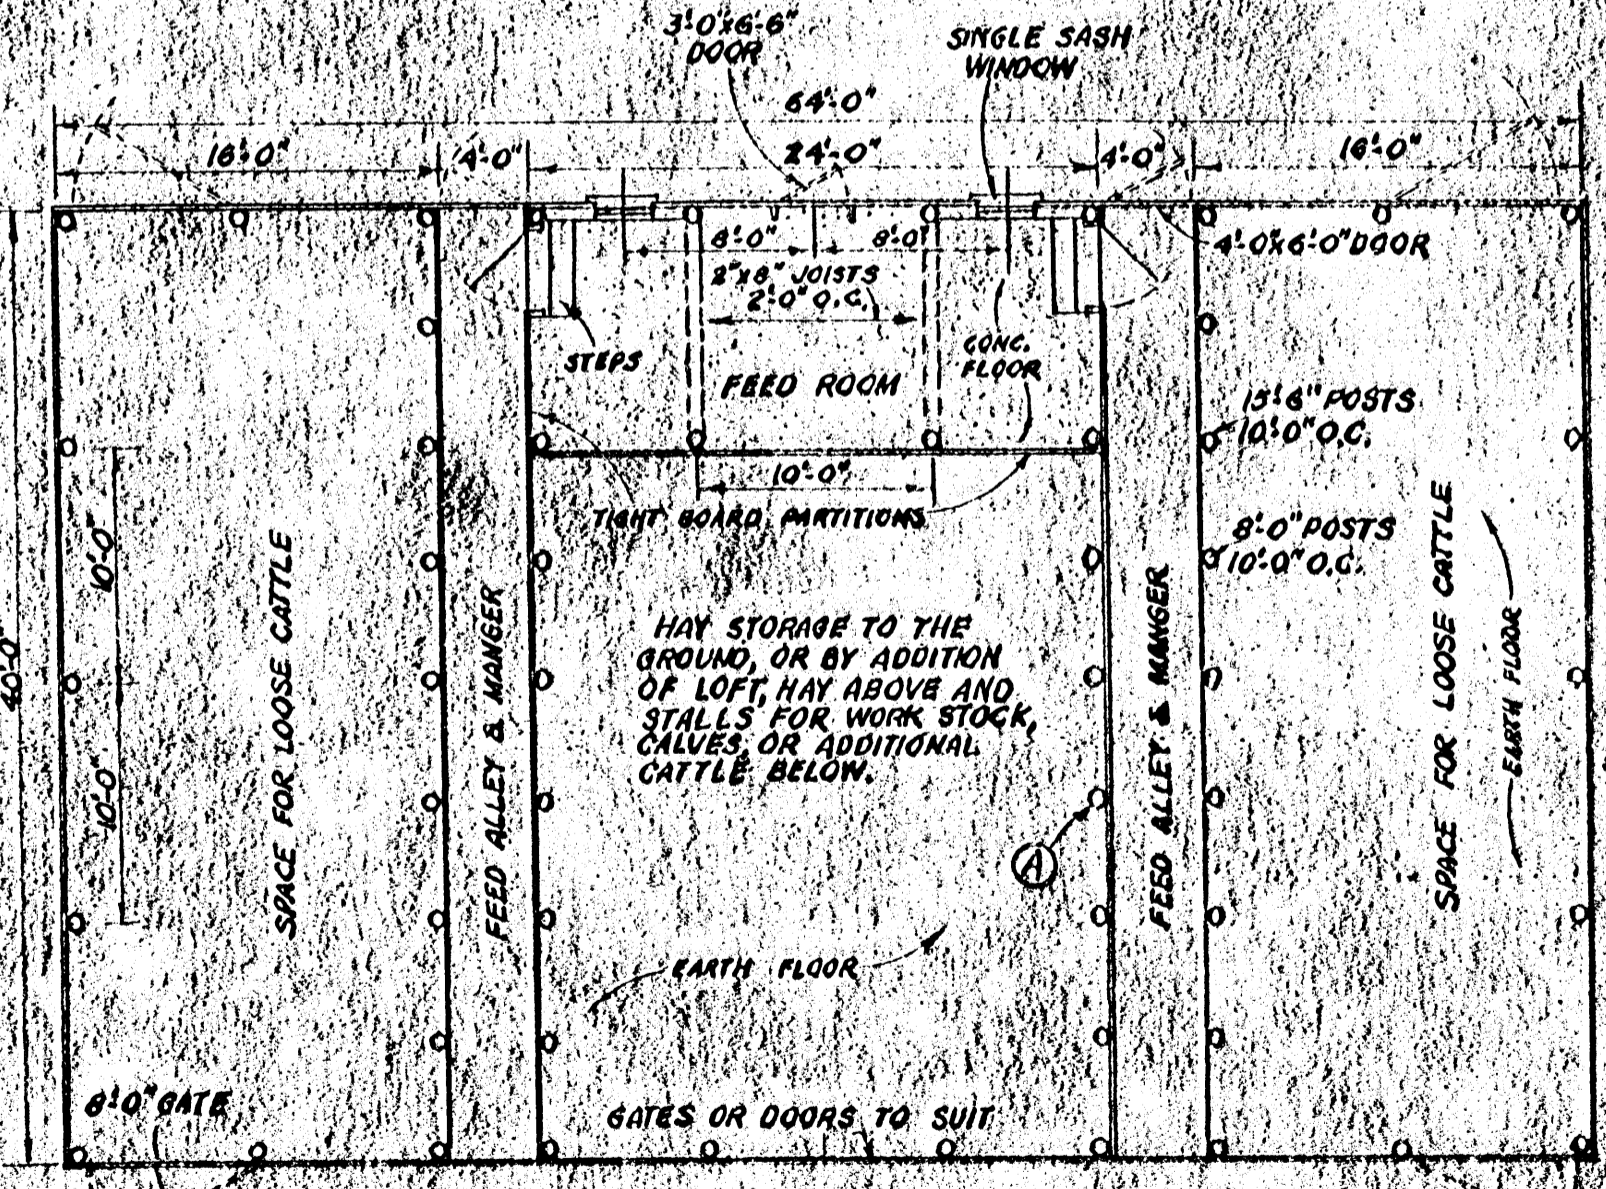 3'-0"x6'-6"
DOOR
SINGLE SASH
WINDOW
64'-0"
16'-0"
4'-0"
24'-0"
4'-0"
16'-0"
8'-0"
8'-0"
4'-0"x6'-0" DOOR
2"x8" JOISTS
2'-0" O.C.
STEPS
CONC.
FLOOR
FEED ROOM
15'-6" POSTS
10'-0" O.C.
10'-0"
TIGHT BOARD PARTITIONS
8'-0" POSTS
10'-0" O.C.
40'-0"
10'-0"
10'-0"
SPACE FOR LOOSE CATTLE
FEED ALLEY & MANGER
HAY STORAGE TO THE
GROUND, OR BY ADDITION
OF LOFT, HAY ABOVE AND
STALLS FOR WORK STOCK,
CALVES, OR ADDITIONAL
CATTLE BELOW.
FEED ALLEY & MANGER
SPACE FOR LOOSE CATTLE
EARTH FLOOR
A
EARTH FLOOR
8'-0" GATE
GATES OR DOORS TO SUIT